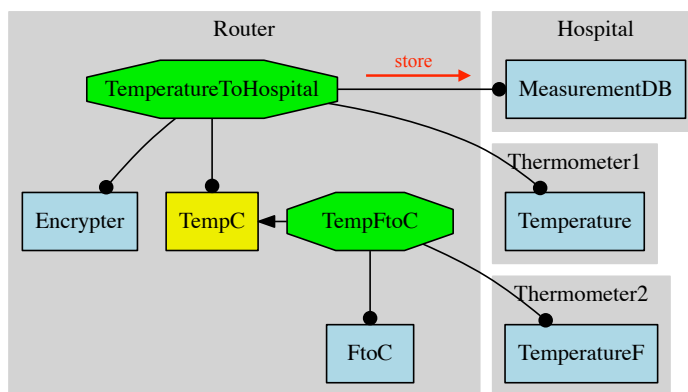 Router
Hospital
store
TemperatureToHospital
MeasurementDB
Thermometer1
Encrypter
TempC
TempFtoC
Temperature
Thermometer2
FtoC
TemperatureF